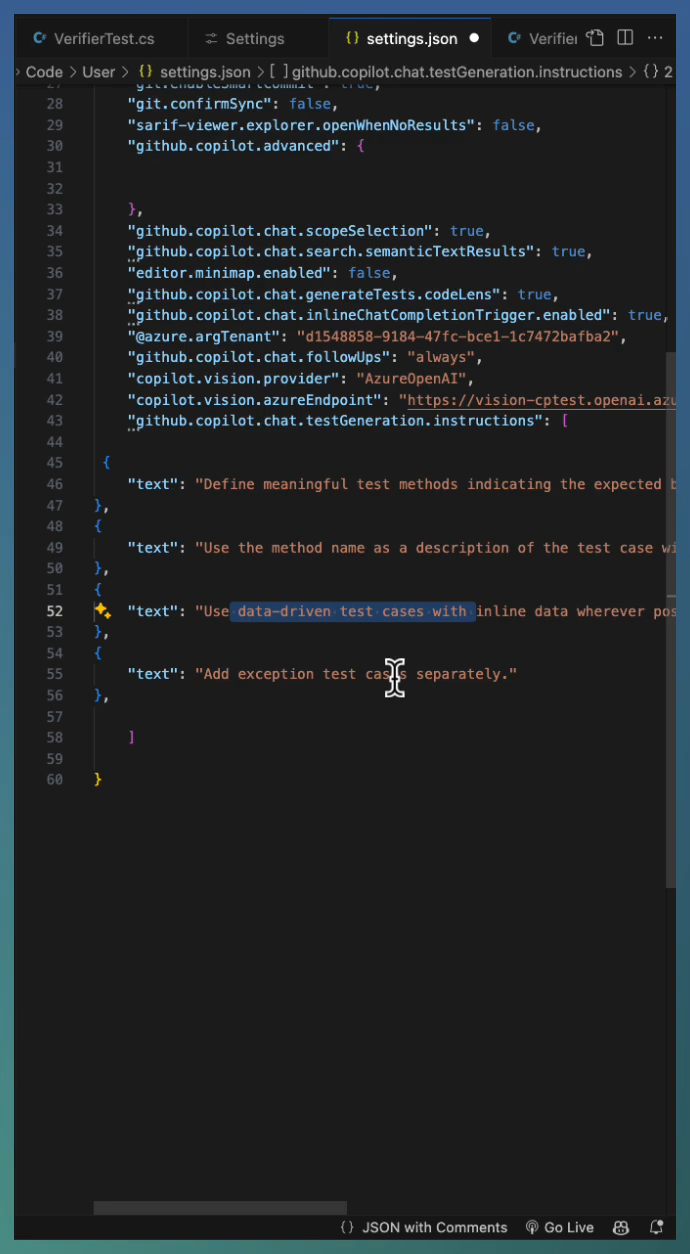 VerifierTest.cs
Settings
{} settings.json
Verifier
Code > User > {} settings.json > [ ] github.copilot.chat.testGeneration.instructions > {} 2
27 "git.enableSmartCommit": true,
28 "git.confirmSync": false,
29 "sarif-viewer.explorer.openWhenNoResults": false,
30 "github.copilot.advanced": {
31
32
33 },
34 "github.copilot.chat.scopeSelection": true,
35 "github.copilot.chat.search.semanticTextResults": true,
36 "editor.minimap.enabled": false,
37 "github.copilot.chat.generateTests.codeLens": true,
38 "github.copilot.chat.inlineChatCompletionTrigger.enabled": true,
39 "@azure.argTenant": "d1548858-9184-47fc-bce1-1c7472bafba2",
40 "github.copilot.chat.followUps": "always",
41 "copilot.vision.provider": "AzureOpenAI",
42 "copilot.vision.azureEndpoint": "https://vision-cptest.openai.azu
43 "github.copilot.chat.testGeneration.instructions": [
44
45 {
46 "text": "Define meaningful test methods indicating the expected b
47 },
48 {
49 "text": "Use the method name as a description of the test case wi
50 },
51 {
52 "text": "Use data-driven test cases with inline data wherever pos
53 },
54 {
55 "text": "Add exception test cases separately."
56 },
57
58 ]
59
60 }
{} JSON with Comments Go Live